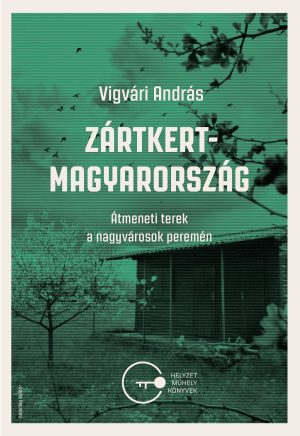 Vigvári András
ZÁRTKERT-
MAGYARORSZÁG
Átmeneti terek
a nagyvárosok peremén
HELYZET
MŰHELY
KÖNYVEK